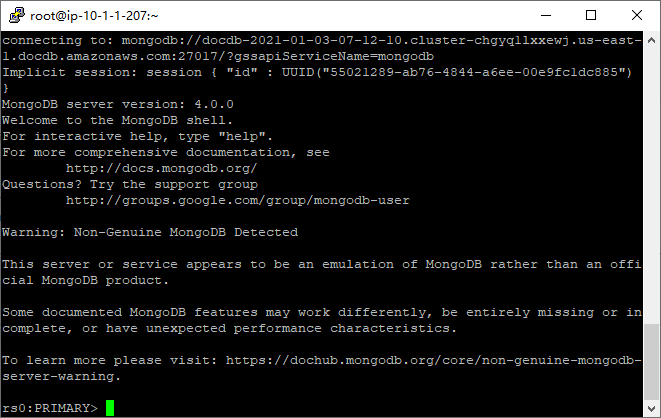 root@ip-10-1-1-207:~
connecting to: mongodb://docdb-2021-01-03-07-12-10.cluster-chgyqllxxewj.us-east-
1.docdb.amazonaws.com:27017/?gssapiServiceName=mongodb
Implicit session: session { "id" : UUID("55021289-ab76-4844-a6ee-00e9fc1dc885")
}
MongoDB server version: 4.0.0
Welcome to the MongoDB shell.
For interactive help, type "help".
For more comprehensive documentation, see
        http://docs.mongodb.org/
Questions? Try the support group
        http://groups.google.com/group/mongodb-user
Warning: Non-Genuine MongoDB Detected
This server or service appears to be an emulation of MongoDB rather than an offi
cial MongoDB product.
Some documented MongoDB features may work differently, be entirely missing or in
complete, or have unexpected performance characteristics.
To learn more please visit: https://dochub.mongodb.org/core/non-genuine-mongodb-
server-warning.
rs0:PRIMARY>